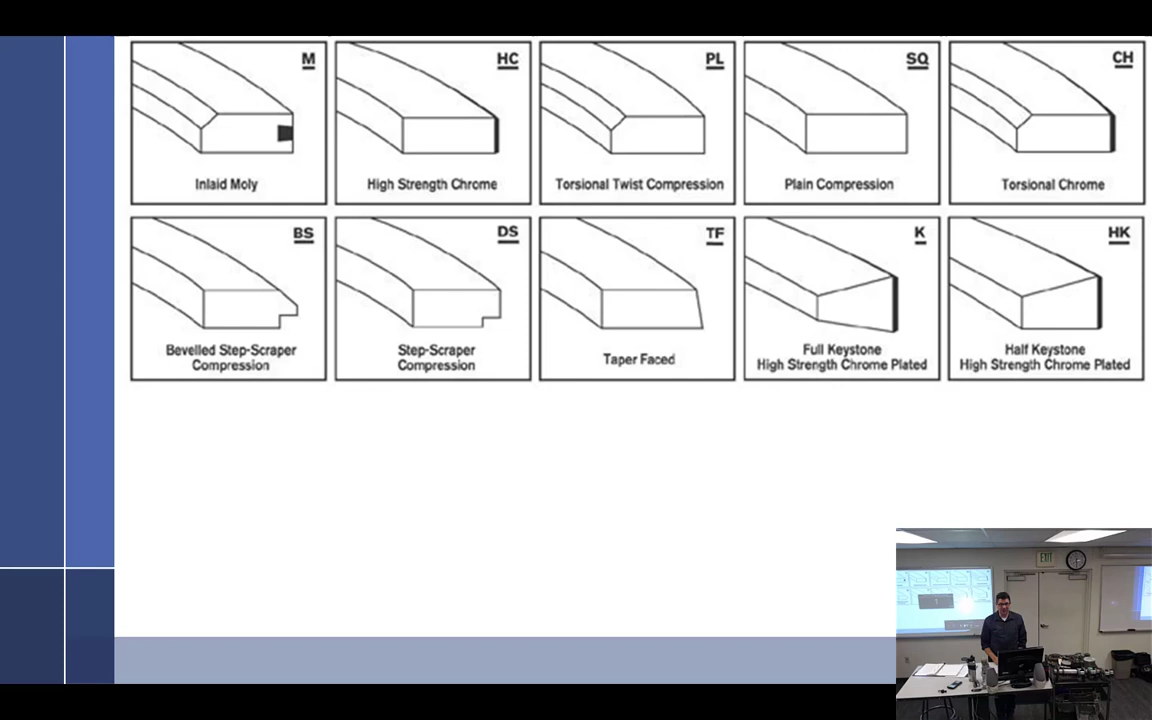 M
Inlaid Moly
HC
High Strength Chrome
PL
Torsional Twist Compression
SQ
Plain Compression
CH
Torsional Chrome
BS
Bevelled Step-Scraper
Compression
DS
Step-Scraper
Compression
TF
Taper Faced
K
Full Keystone
High Strength Chrome Plated
HK
Half Keystone
High Strength Chrome Plated
EXIT